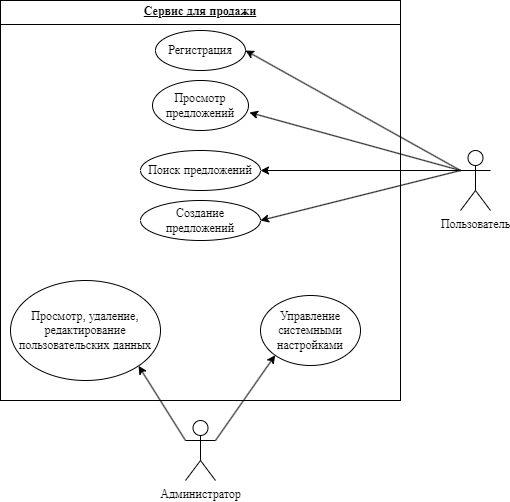 Сервис для продажи
Регистрация
Просмотр
предложений
Поиск предложений
Создание
предложений
Пользователь
Просмотр, удаление,
редактирование
пользовательских данных
Управление
системными
настройками
Администратор